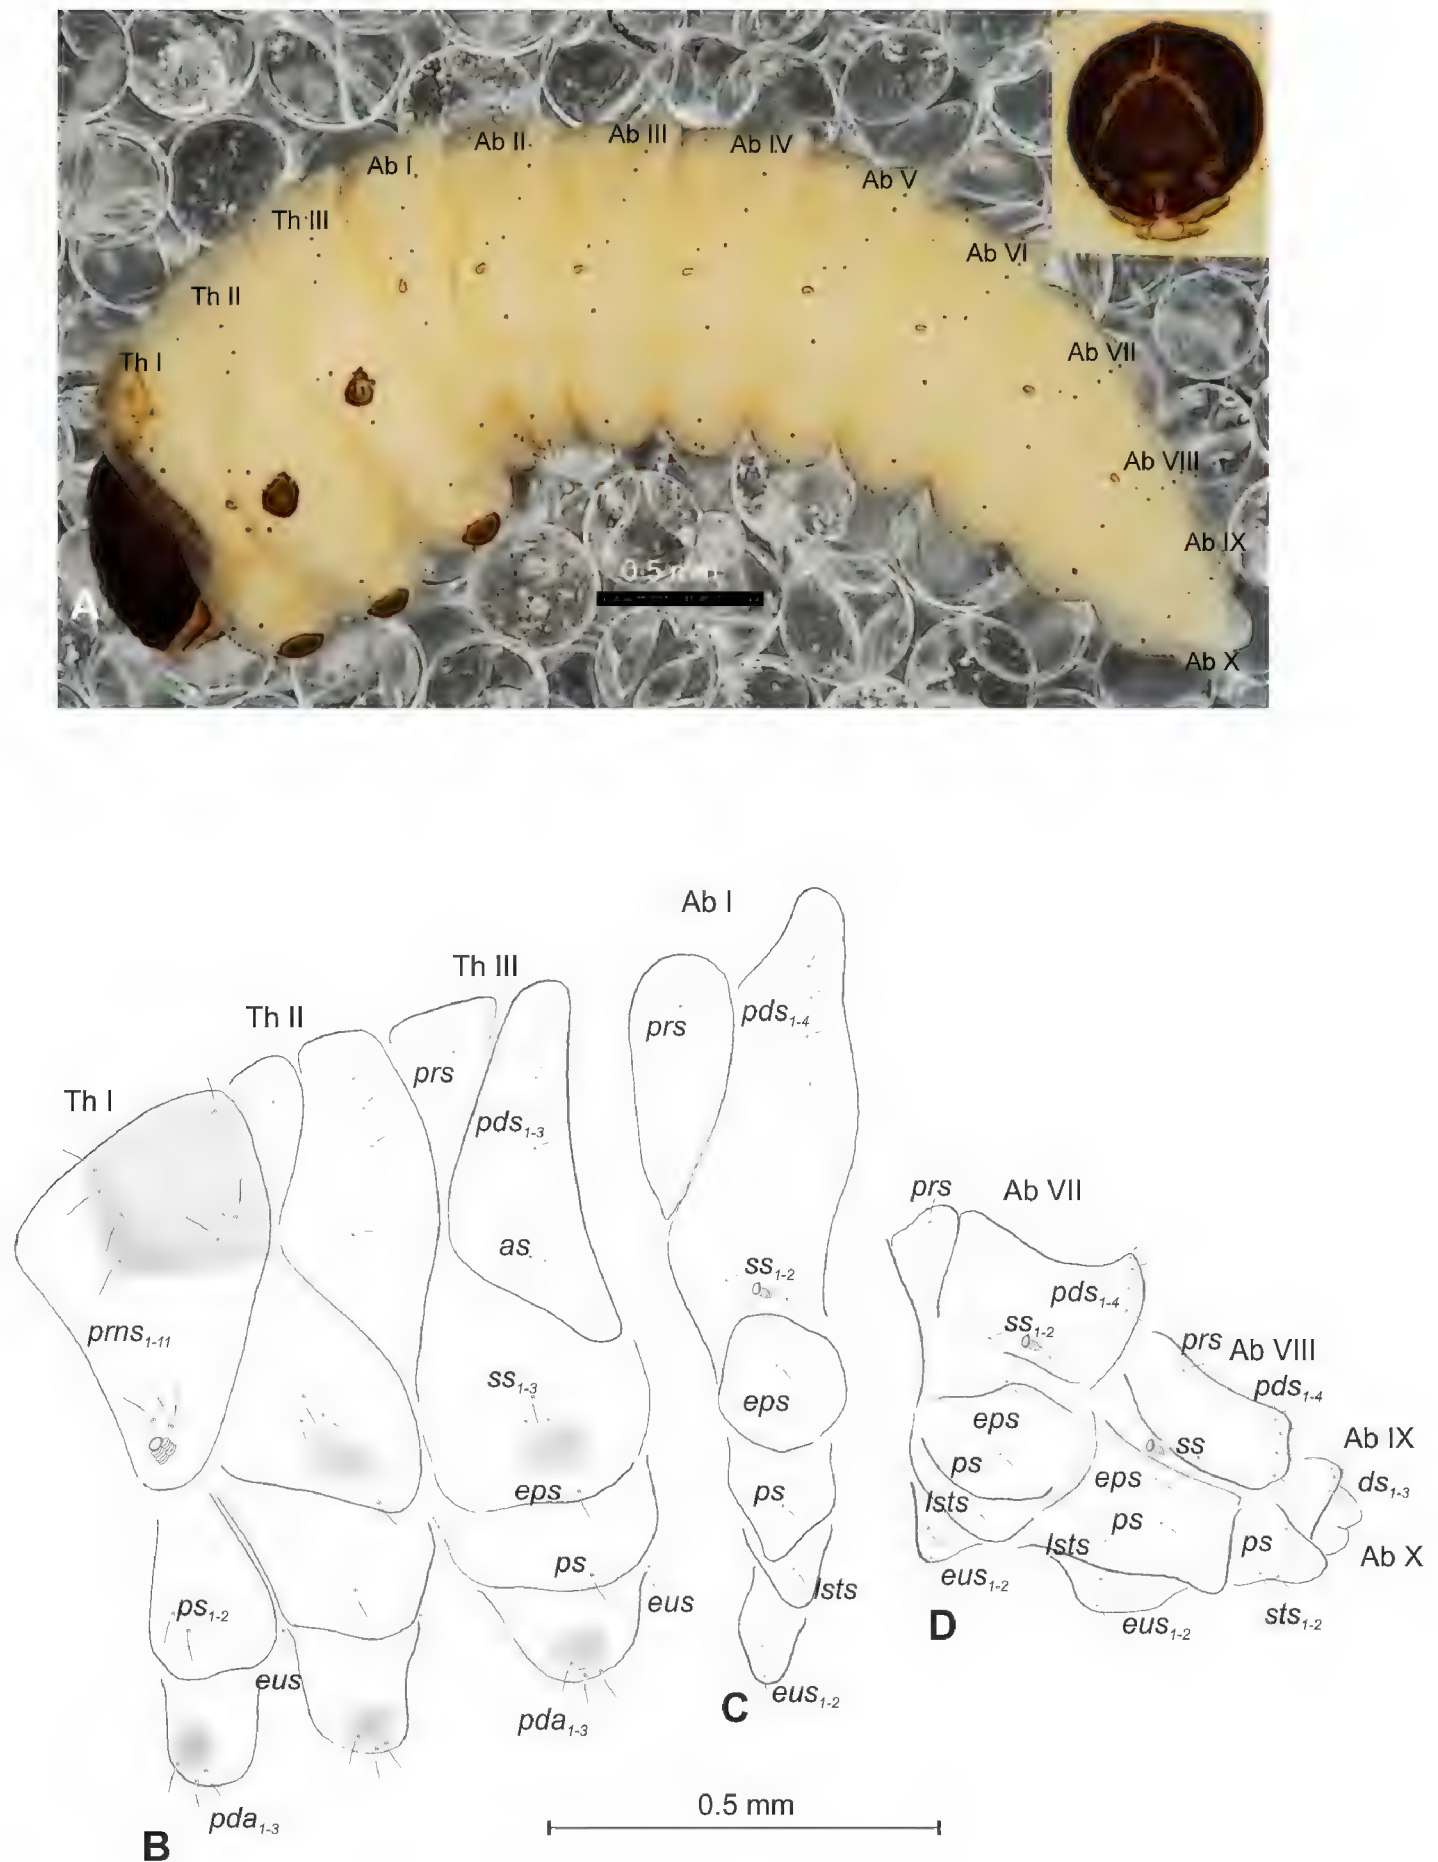 Ab II
Ab III
Ab IV
Ab I
Ab V
Th III
Ab VI
Th II
Ab VII
Th I
Ab VIII
Ab IX
0.5 mm
A
Ab X
Ab I
Th III
Th II
prs
pds1-4
prs
Th I
pds1-3
prs
Ab VII
as
ss1-2
pds1-4
ss1-2
prns1-11
prs
Ab VIII
ss1-3
pds1-4
eps
eps
Ab IX
ss
ps
eps
ds1-3
eps
ps
lsts
ps
ps
lsts
Ab X
ps
eus1-2
lsts
ps1-2
eus
eus1-2
sts1-2
D
eus
eus1-2
C
pda1-3
0.5 mm
pda1-3
B